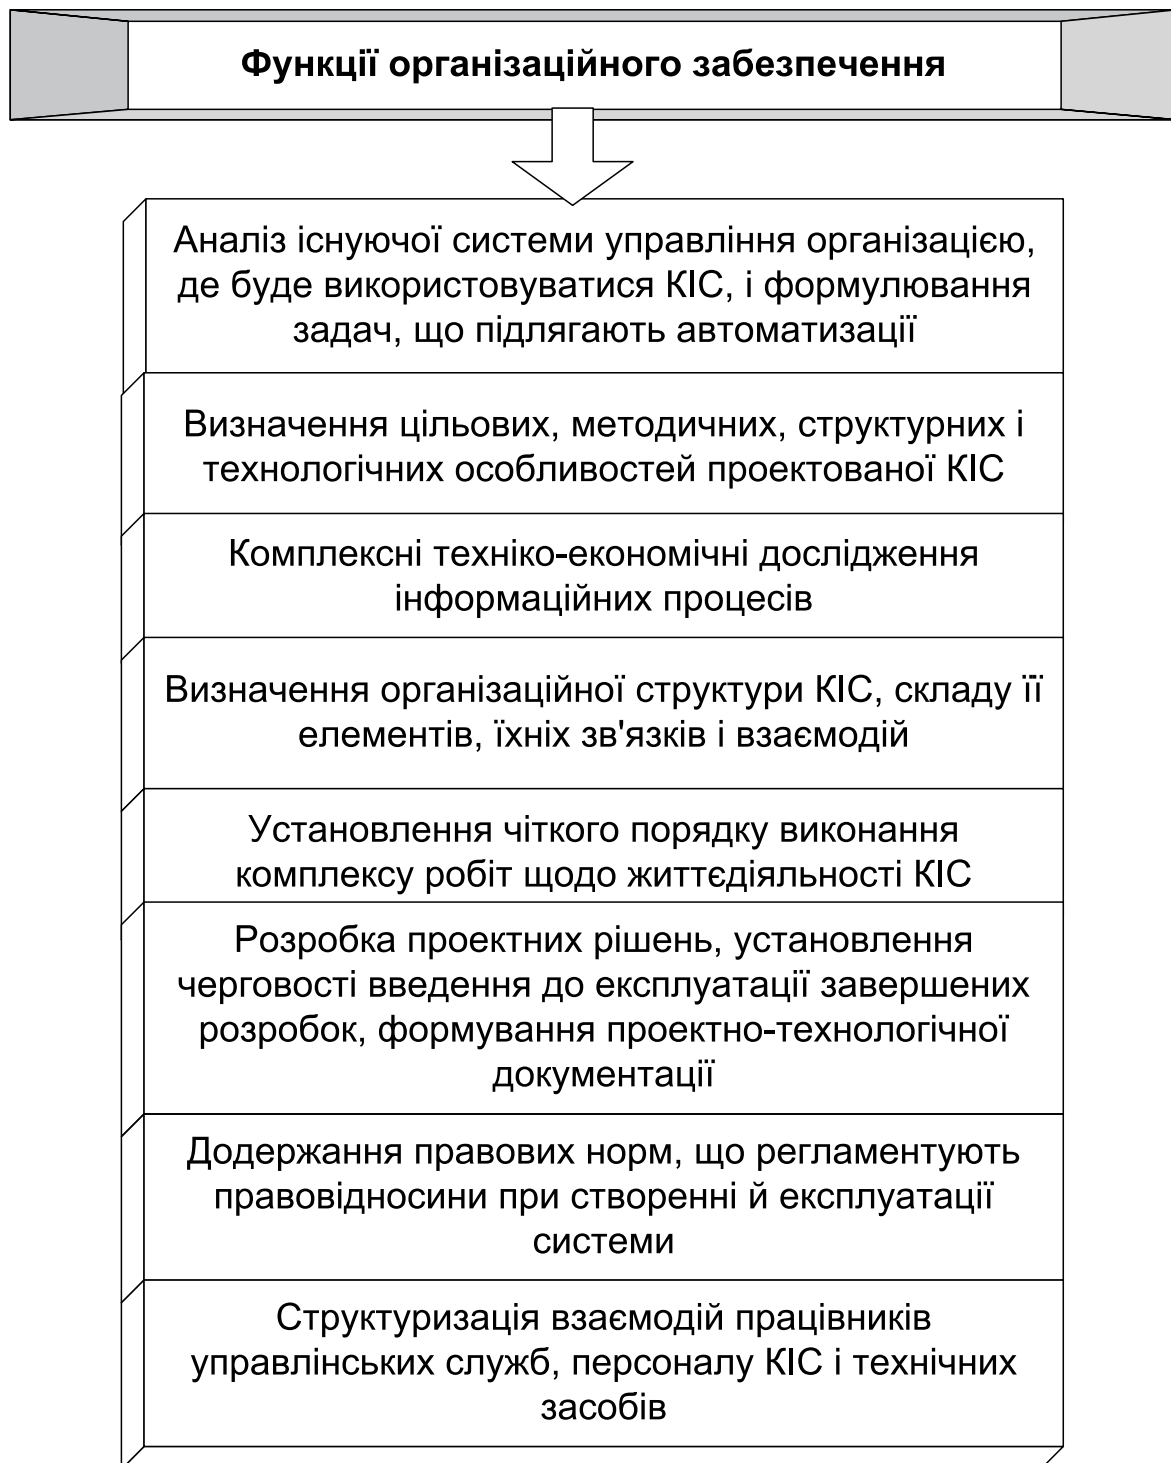 Функції організаційного забезпечення
Аналіз існуючої системи управління організацією,
де буде використовуватися КІС, і формулювання
задач, що підлягають автоматизації
Визначення цільових, методичних, структурних і
технологічних особливостей проектованої КІС
Комплексні техніко-економічні дослідження
інформаційних процесів
Визначення організаційної структури КІС, складу її
елементів, їхніх зв'язків і взаємодій
Установлення чіткого порядку виконання
комплексу робіт щодо життєдіяльності КІС
Розробка проектних рішень, установлення
черговості введення до експлуатації завершених
розробок, формування проектно-технологічної
документації
Додержання правових норм, що регламентують
правовідносини при створенні й експлуатації
системи
Структуризація взаємодій працівників
управлінських служб, персоналу КІС і технічних
засобів